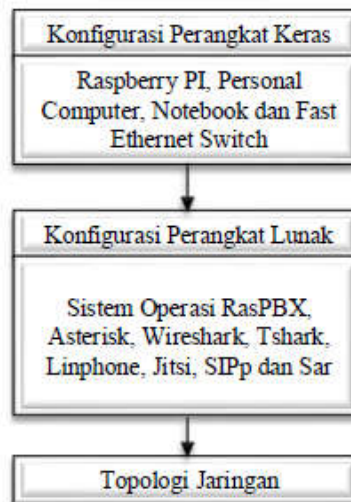 Konfigurasi Perangkat Keras
Raspberry PI, Personal
Computer, Notebook dan Fast
Ethernet Switch
Konfigurasi Perangkat Lunak
Sistem Operasi RasPBX,
Asterisk, Wireshark, Tshark,
Linphone, Jitsi, SIPp dan Sar
Topologi Jaringan